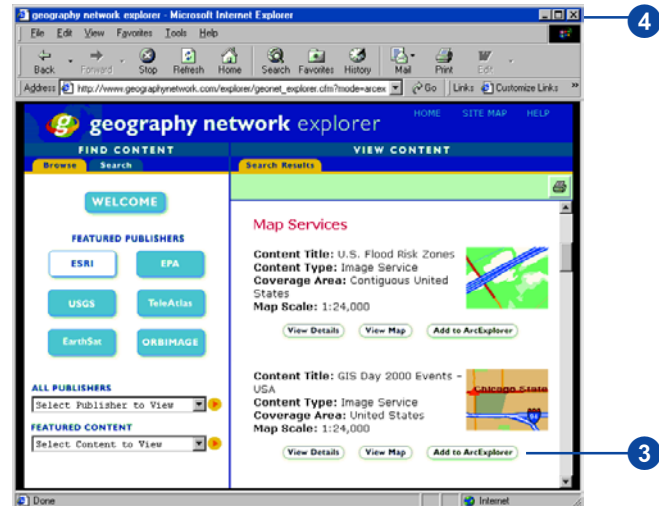 geography network explorer - Microsoft Internet Explorer
File Edit View Favorites Tools Help
Back Forward Stop Refresh Home Search Favorites History Mail Print Edit
Address http://www.geographynetwork.com/explorer/geonet_explorer.cfm?mode=arcex Go Links Customize Links »
geography network explorer
HOME SITE MAP HELP
FIND CONTENT
VIEW CONTENT
Browse Search
Search Results
WELCOME
FEATURED PUBLISHERS
ESRI EPA
USGS TeleAtlas
EarthSat ORBIMAGE
ALL PUBLISHERS
Select Publisher to View
FEATURED CONTENT
Select Content to View
Map Services
Content Title: U.S. Flood Risk Zones
Content Type: Image Service
Coverage Area: Contiguous United
States
Map Scale: 1:24,000
View Details View Map Add to ArcExplorer
Content Title: GIS Day 2000 Events -
USA
Content Type: Image Service
Coverage Area: United States
Map Scale: 1:24,000
Chicago State
View Details View Map Add to ArcExplorer
Done
Internet
4
3